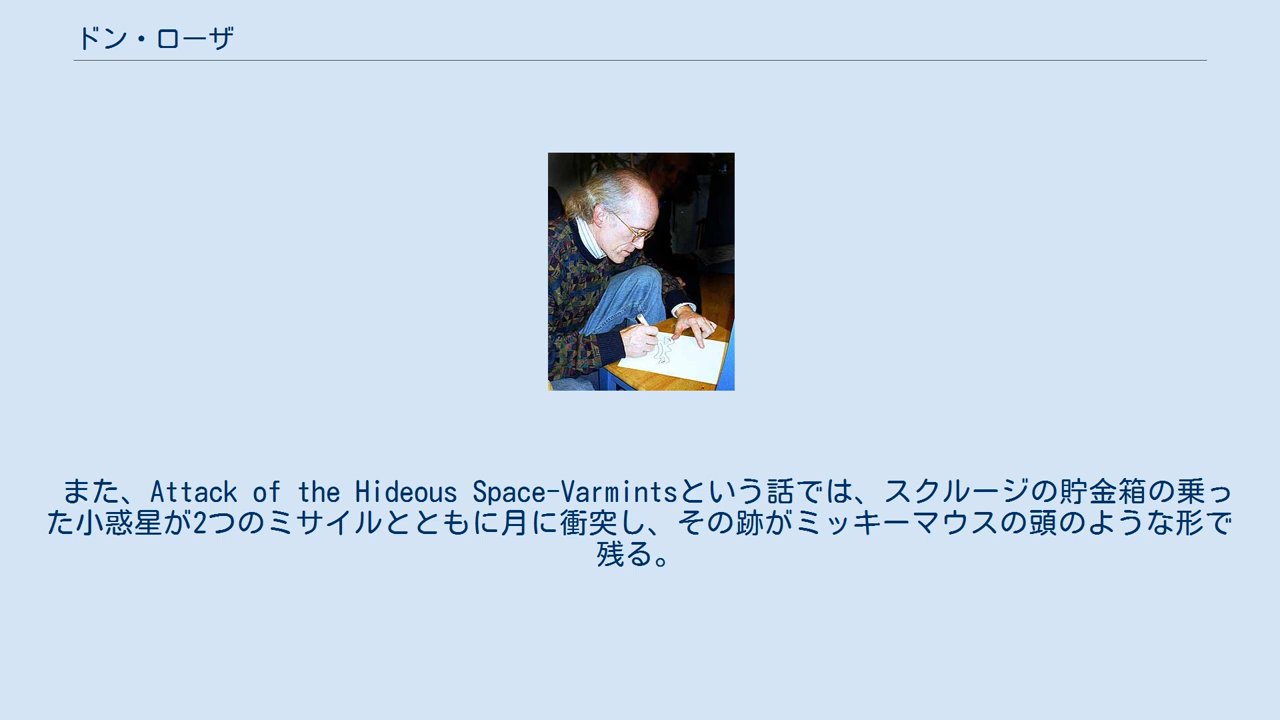 ドン・ローザ
また、Attack of the Hideous Space-Varmintsという話では、スクルージの貯金箱の乗っ
た小惑星が2つのミサイルとともに月に衝突し、その跡がミッキーマウスの頭のような形で
残る。